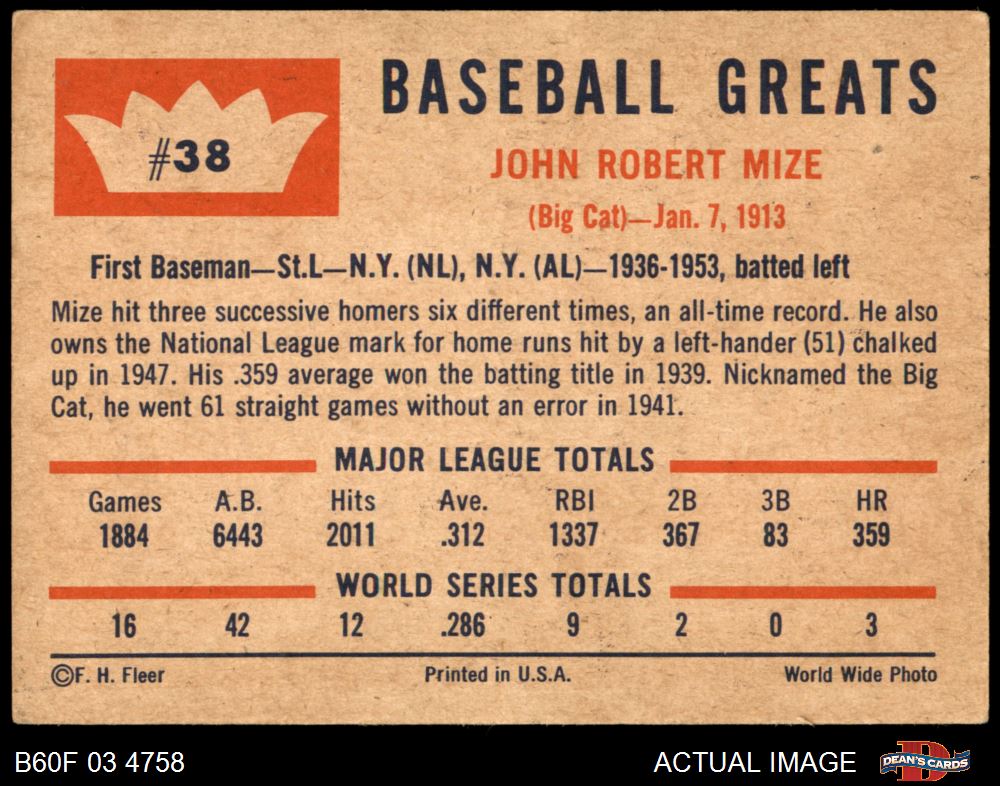 #38
BASEBALL GREATS
JOHN ROBERT MIZE
(Big Cat)—Jan. 7, 1913
First Baseman—St.L—N.Y. (NL), N.Y. (AL)—1936-1953, batted left
Mize hit three successive homers six different times, an all-time record. He also
owns the National League mark for home runs hit by a left-hander (51) chalked
up in 1947. His .359 average won the batting title in 1939. Nicknamed the Big
Cat, he went 61 straight games without an error in 1941.
MAJOR LEAGUE TOTALS
Games A.B. Hits Ave. RBI 2B 3B HR
1884 6443 2011 .312 1337 367 83 359
WORLD SERIES TOTALS
16 42 12 .286 9 2 0 3
©F. H. Fleer Printed in U.S.A. World Wide Photo
B60F 03 4758 ACTUAL IMAGE D DEAN'S CARDS